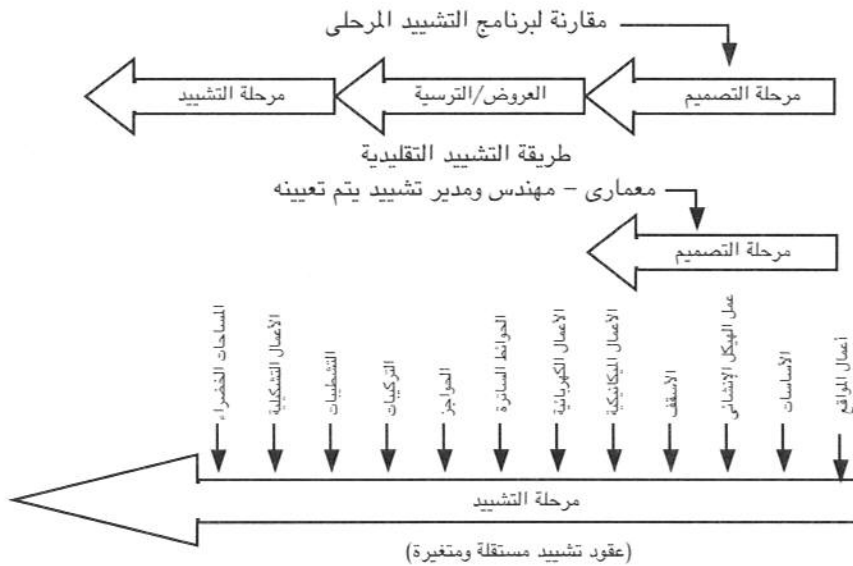 مقارنة لبرنامج التشييد المرحلى
مرحلة التصميم
العروض/الترسية
مرحلة التشييد
طريقة التشييد التقليدية
معمارى – مهندس ومدير تشييد يتم تعيينه
مرحلة التصميم
أعمال المواقع
الأساسات
عمل الهيكل الإنشائى
الأسقف
الأعمال الميكانيكية
الأعمال الكهربائية
الحوائط الساترة
الحواجز
التركيبات
التشطيبات
الأعمال التشكيلية
المساحات الخضراء
مرحلة التشييد
(عقود تشييد مستقلة ومتغيرة)